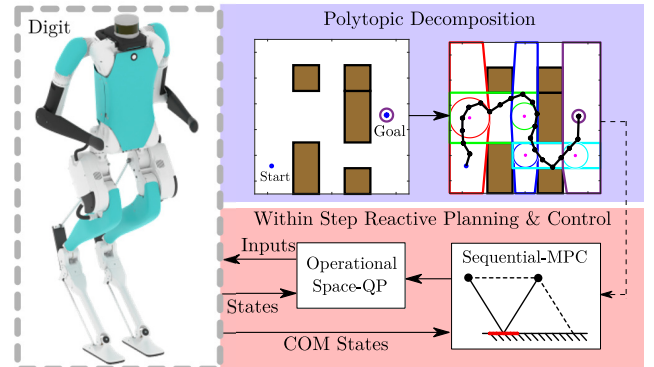 Digit
Polytopic Decomposition
Goal
Start
Within Step Reactive Planning & Control
Inputs
Operational
Space-QP
Sequential-MPC
States
COM States